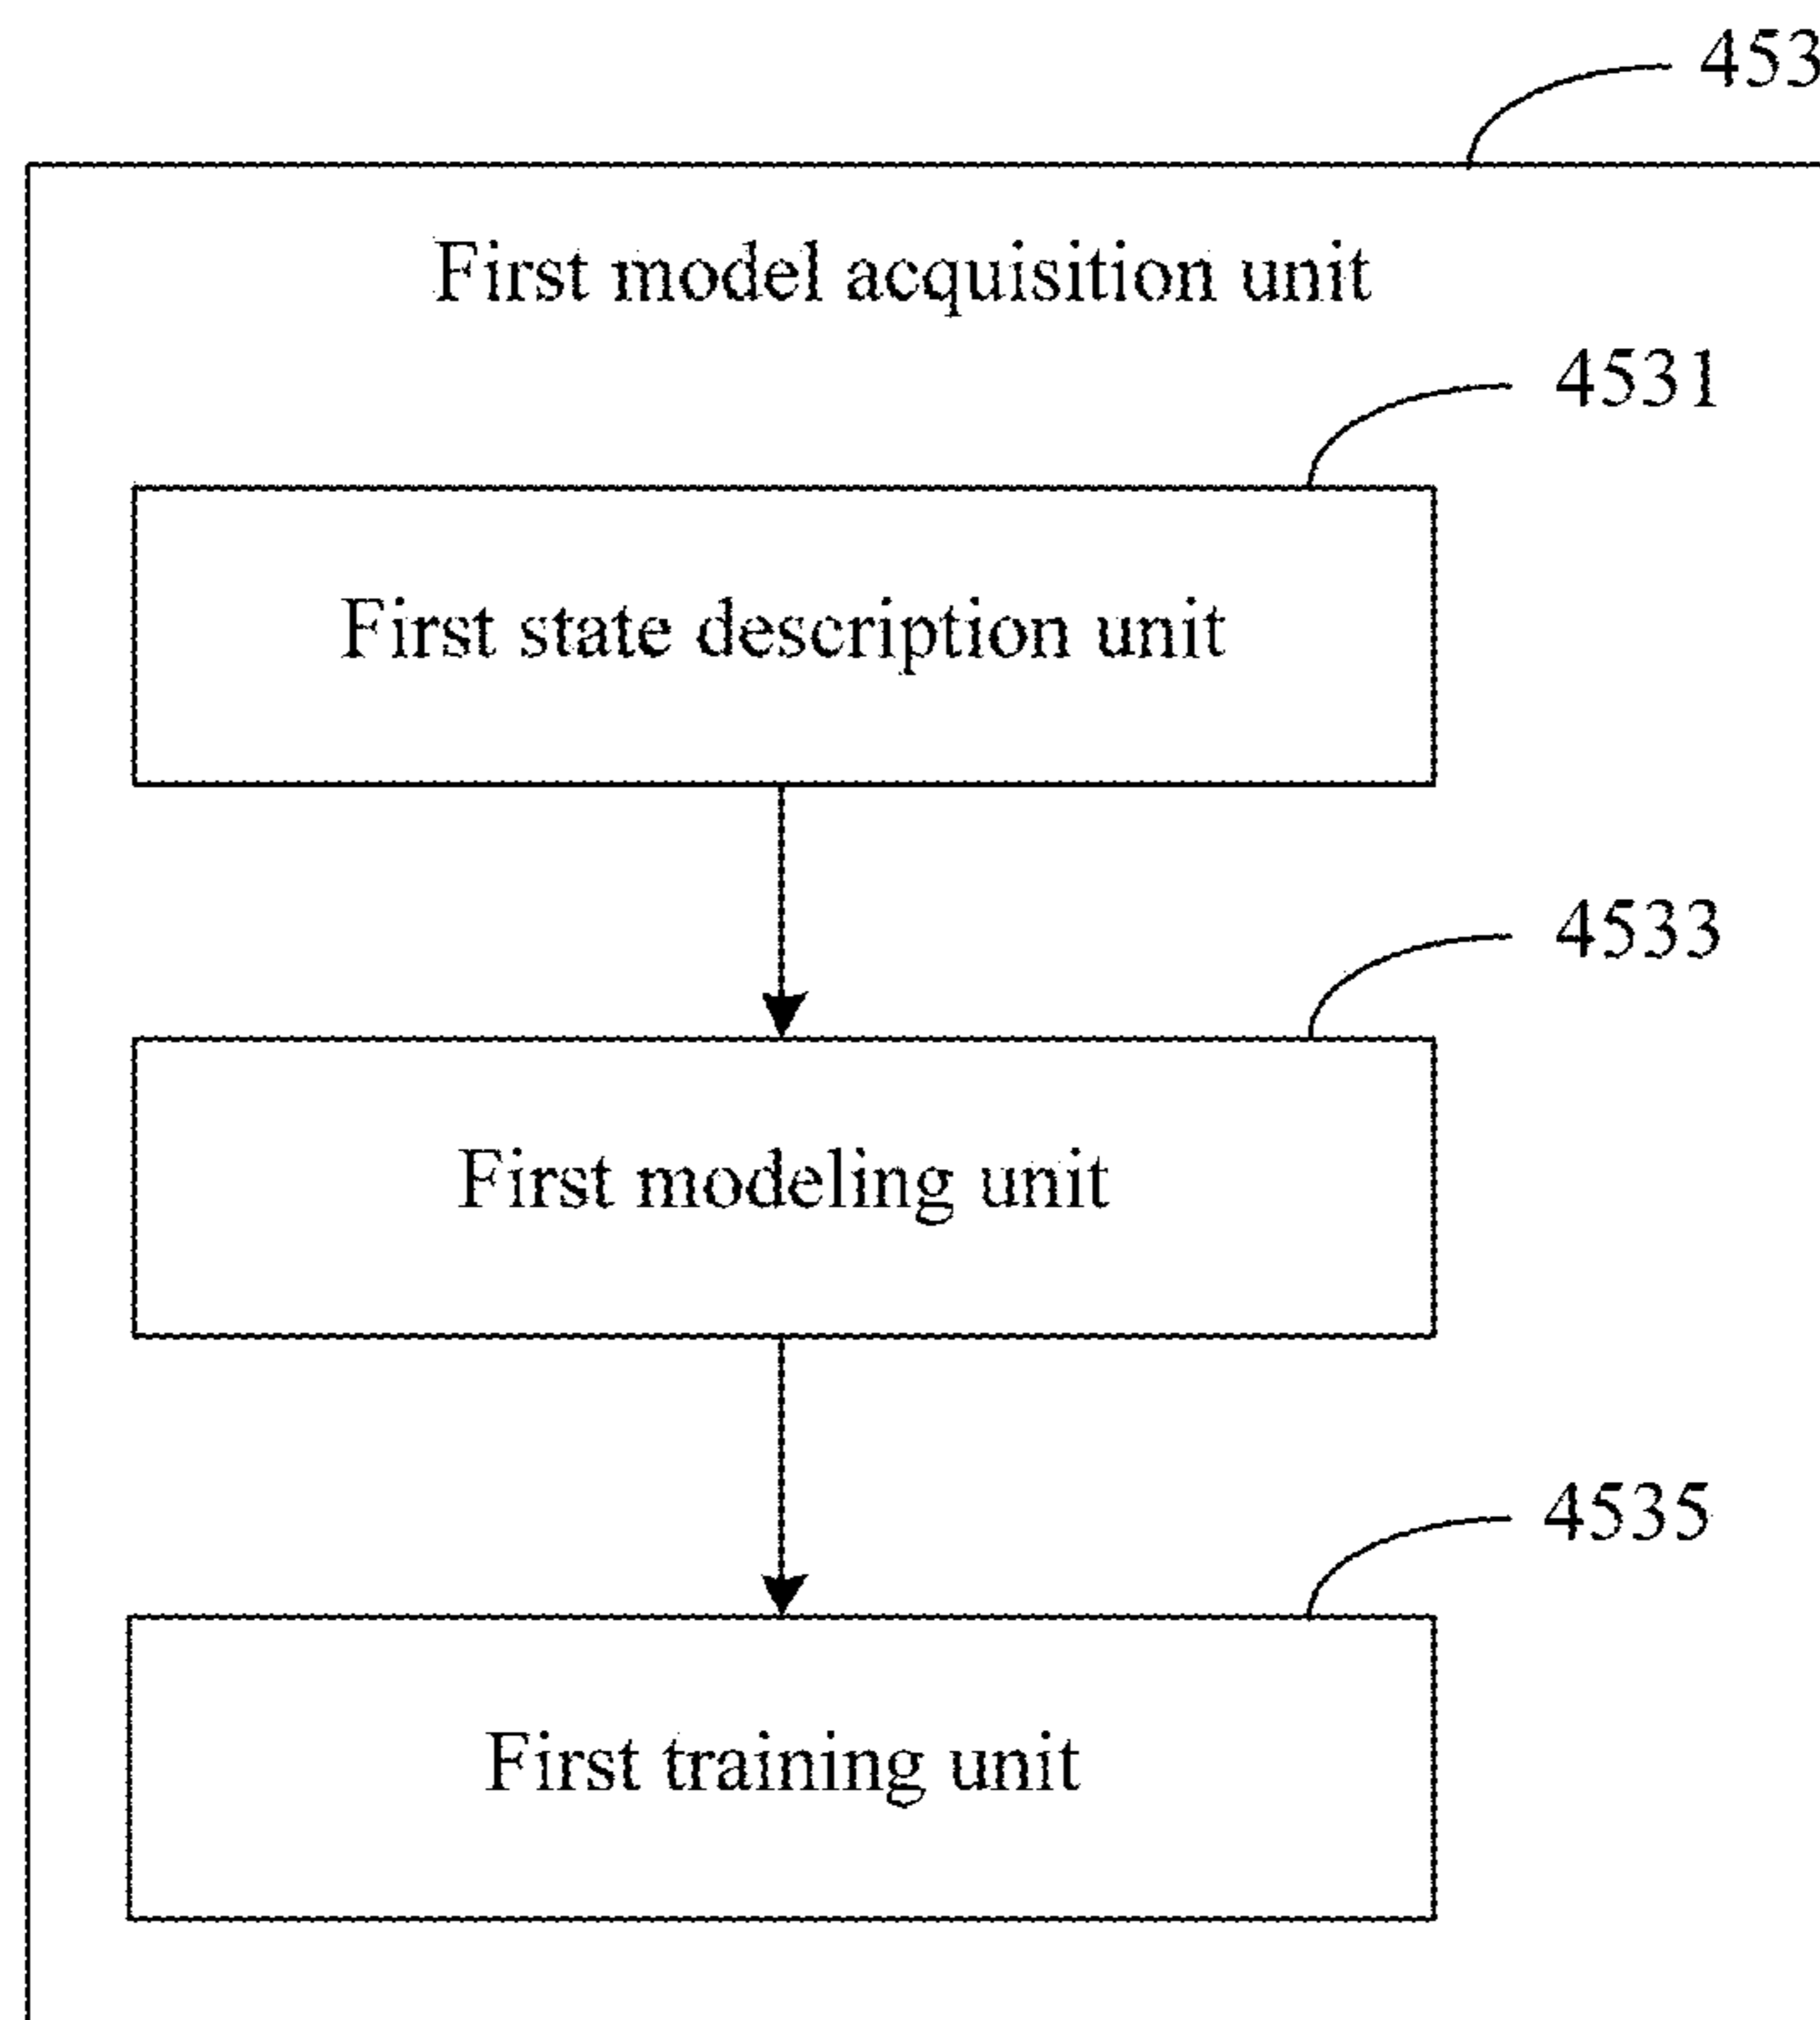 453
First model acquisition unit
4531
First state description unit
4533
First modeling unit
4535
First training unit